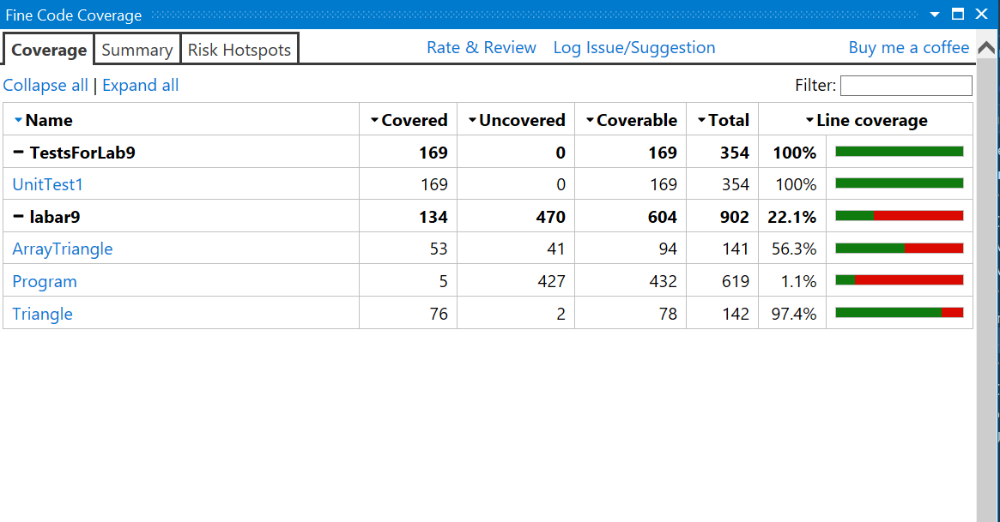 Fine Code Coverage
Coverage Summary Risk Hotspots Rate & Review Log Issue/Suggestion Buy me a coffee
Collapse all | Expand all Filter:
Name Covered Uncovered Coverable Total Line coverage
TestsForLab9 169 0 169 354 100%
UnitTest1 169 0 169 354 100%
labar9 134 470 604 902 22.1%
ArrayTriangle 53 41 94 141 56.3%
Program 5 427 432 619 1.1%
Triangle 76 2 78 142 97.4%